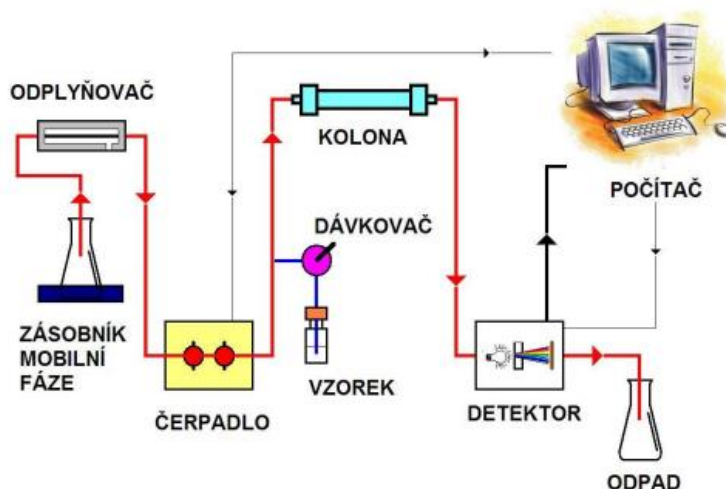 ODPLYŇOVAČ
KOLONA
POČÍTAČ
DÁVKOVAČ
ZÁSOBNÍK
MOBILNÍ
FÁZE
VZOREK
ČERPADLO
DETEKTOR
ODPAD